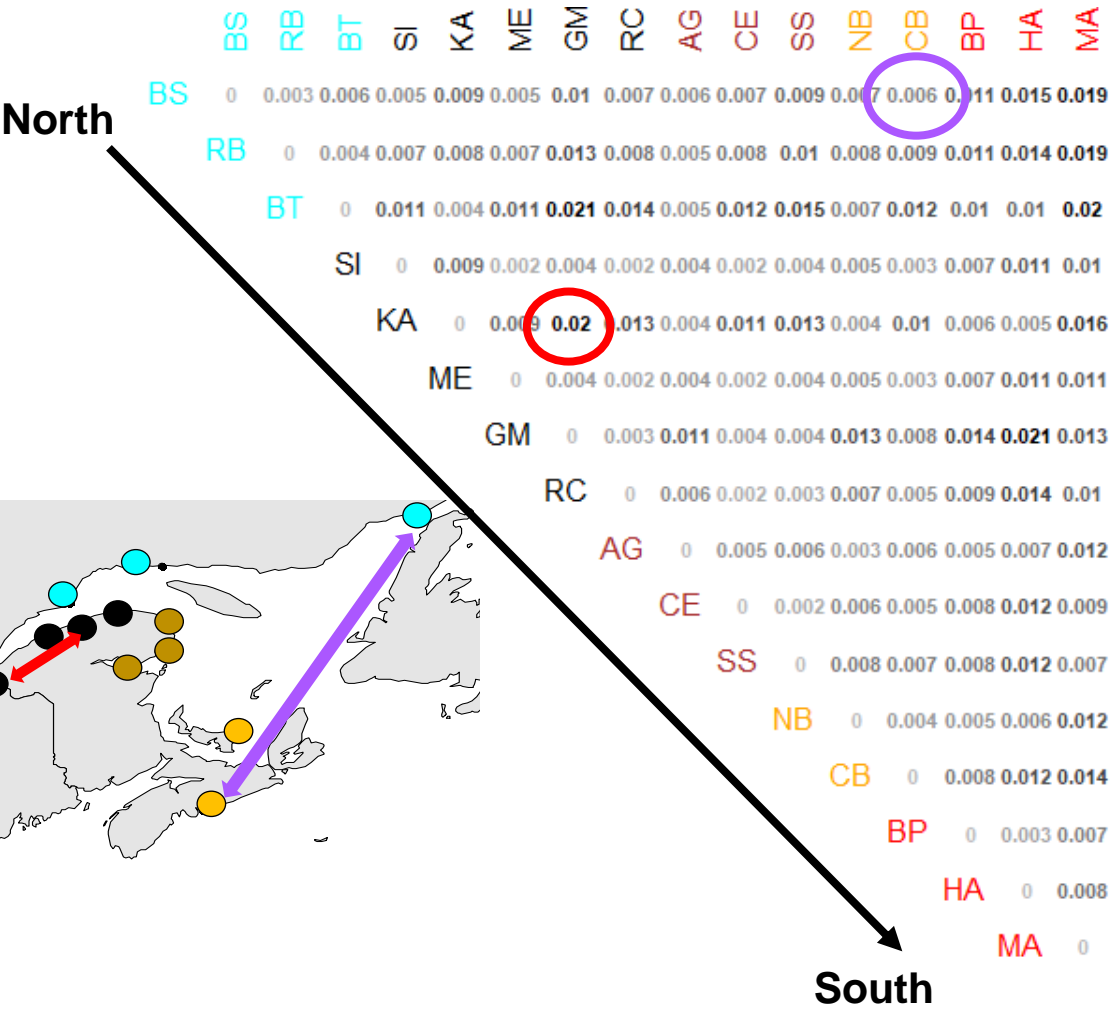 BS RB BT SI KA ME GM RC AG CE SS NB CB BP HA MA
BS 0 0.003 0.006 0.005 0.009 0.005 0.01 0.007 0.006 0.007 0.009 0.007 0.006 0.011 0.015 0.019
North
RB 0 0.004 0.007 0.008 0.007 0.013 0.008 0.005 0.008 0.01 0.008 0.009 0.011 0.014 0.019
BT 0 0.011 0.004 0.011 0.021 0.014 0.005 0.012 0.015 0.007 0.012 0.01 0.01 0.02
SI 0 0.009 0.002 0.004 0.002 0.004 0.002 0.004 0.005 0.003 0.007 0.011 0.01
KA 0 0.009 0.02 0.013 0.004 0.011 0.013 0.004 0.01 0.006 0.005 0.016
ME 0 0.004 0.002 0.004 0.002 0.004 0.005 0.003 0.007 0.011 0.011
GM 0 0.003 0.011 0.004 0.004 0.013 0.008 0.014 0.021 0.013
RC 0 0.006 0.002 0.003 0.007 0.005 0.009 0.014 0.01
AG 0 0.005 0.006 0.003 0.006 0.005 0.007 0.012
CE 0 0.002 0.006 0.005 0.008 0.012 0.009
SS 0 0.008 0.007 0.008 0.012 0.007
NB 0 0.004 0.005 0.006 0.012
CB 0 0.008 0.012 0.014
BP 0 0.003 0.007
HA 0 0.008
MA 0
South